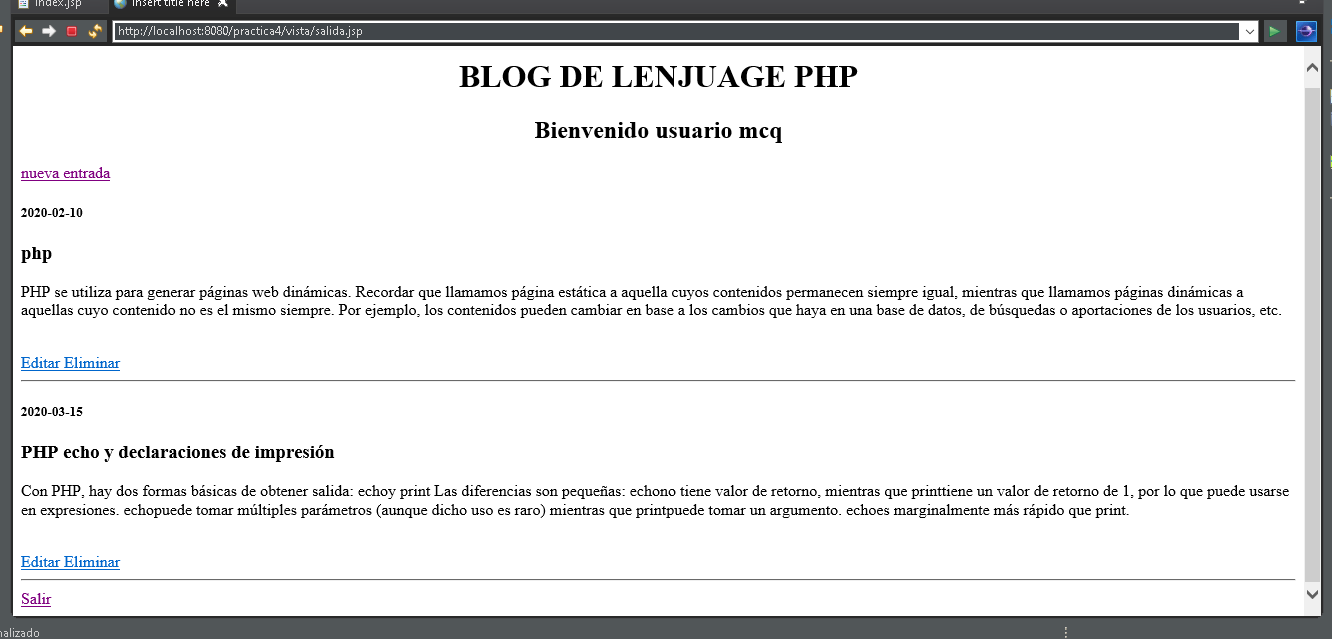 index.jsp
Insert title here
http://localhost:8080/practica4/vista/salida.jsp
BLOG DE LENJUAGE PHP
Bienvenido usuario mcq
nueva entrada
2020-02-10
php
PHP se utiliza para generar páginas web dinámicas. Recordar que llamamos página estática a aquella cuyos contenidos permanecen siempre igual, mientras que llamamos páginas dinámicas a
aquellas cuyo contenido no es el mismo siempre. Por ejemplo, los contenidos pueden cambiar en base a los cambios que haya en una base de datos, de búsquedas o aportaciones de los usuarios, etc.
Editar Eliminar
2020-03-15
PHP echo y declaraciones de impresión
Con PHP, hay dos formas básicas de obtener salida: echoy print Las diferencias son pequeñas: echono tiene valor de retorno, mientras que printtiene un valor de retorno de 1, por lo que puede usarse
en expresiones. echopuede tomar múltiples parámetros (aunque dicho uso es raro) mientras que printpuede tomar un argumento. echoes marginalmente más rápido que print.
Editar Eliminar
Salir
nalizado